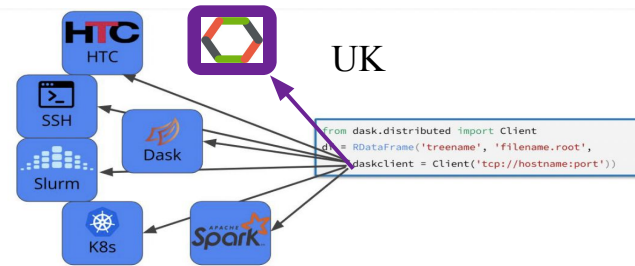 HTC
HTC
UK
>_
SSH
Dask
Slurm
K8s
APACHE
Spark
from dask.distributed import Client
= RDataFrame('treename', 'filename.root',
daskclient = Client('tcp://hostname:port'))